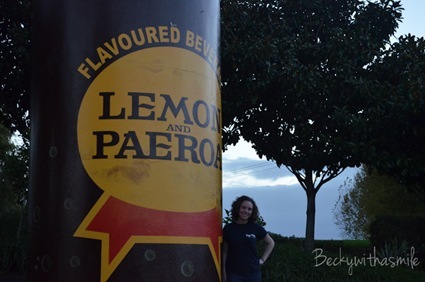 FLAVOURED BEVE
LEMON
AND
PAEROA
Beckywithasmile